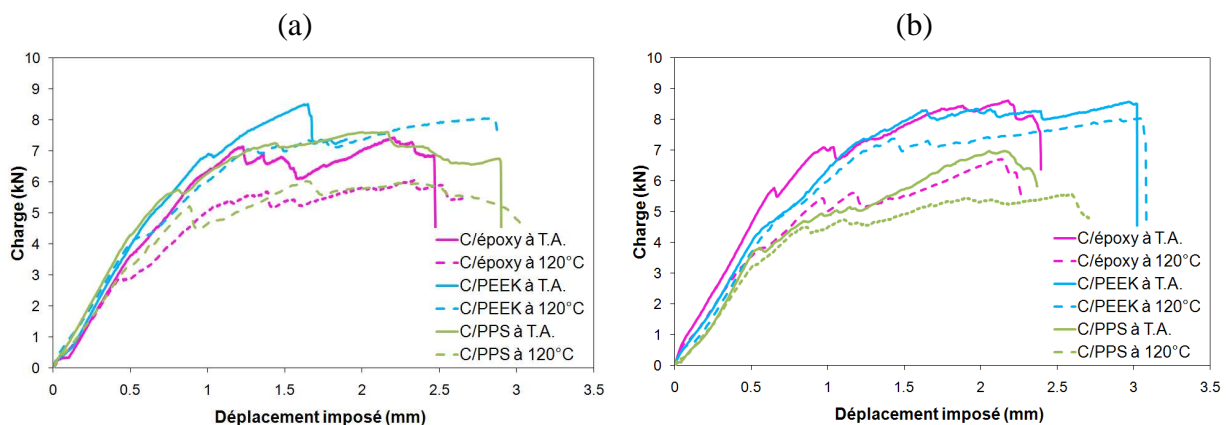 (a)
10
9
8
7
6
5
4
3
2
1
0
Charge (kN)
0
0.5
1
1.5
2
2.5
3
3.5
Déplacement imposé (mm)
C/époxy à T.A.
C/époxy à 120°C
C/PEEK à T.A.
C/PEEK à 120°C
C/PPS à T.A.
C/PPS à 120°C
(b)
10
9
8
7
6
5
4
3
2
1
0
Charge (kN)
0
0.5
1
1.5
2
2.5
3
3.5
Déplacement imposé (mm)
C/époxy à T.A.
C/époxy à 120°C
C/PEEK à T.A.
C/PEEK à 120°C
C/PPS à T.A.
C/PPS à 120°C